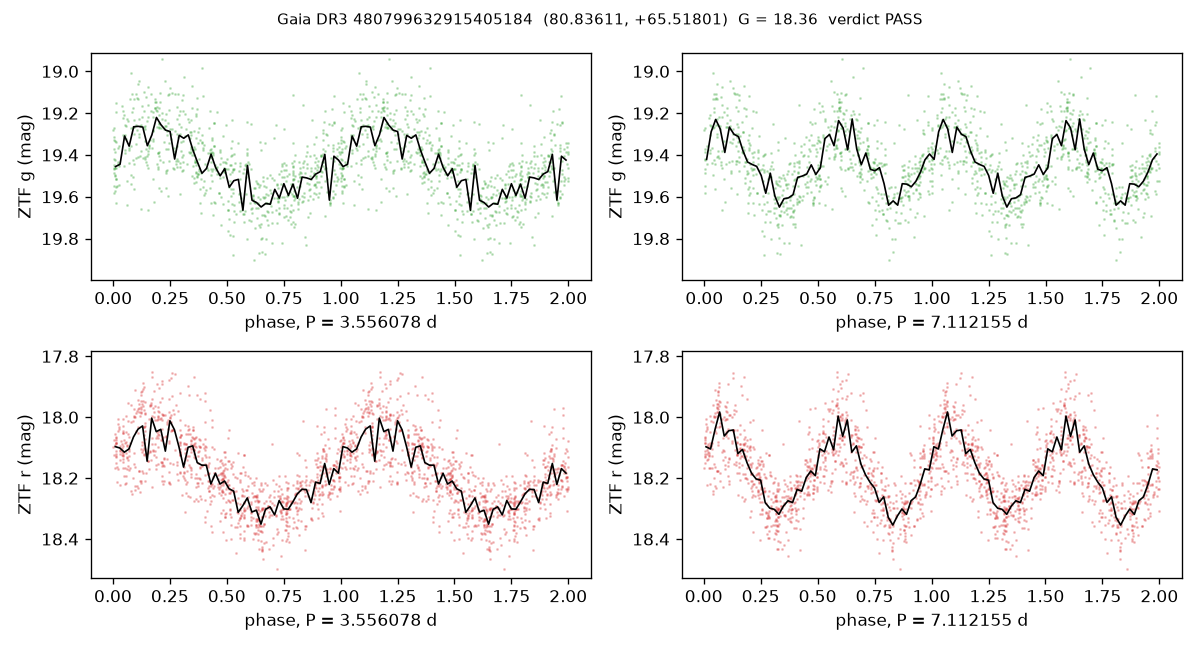 Gaia DR3 480799632915405184  (80.83611, +65.51801)  G = 18.36  verdict PASS
ZTF g (mag)
19.0
19.2
19.4
19.6
19.8
0.00 0.25 0.50 0.75 1.00 1.25 1.50 1.75 2.00
phase, P = 3.556078 d
ZTF g (mag)
19.0
19.2
19.4
19.6
19.8
0.00 0.25 0.50 0.75 1.00 1.25 1.50 1.75 2.00
phase, P = 7.112155 d
ZTF r (mag)
17.8
18.0
18.2
18.4
0.00 0.25 0.50 0.75 1.00 1.25 1.50 1.75 2.00
phase, P = 3.556078 d
ZTF r (mag)
17.8
18.0
18.2
18.4
0.00 0.25 0.50 0.75 1.00 1.25 1.50 1.75 2.00
phase, P = 7.112155 d